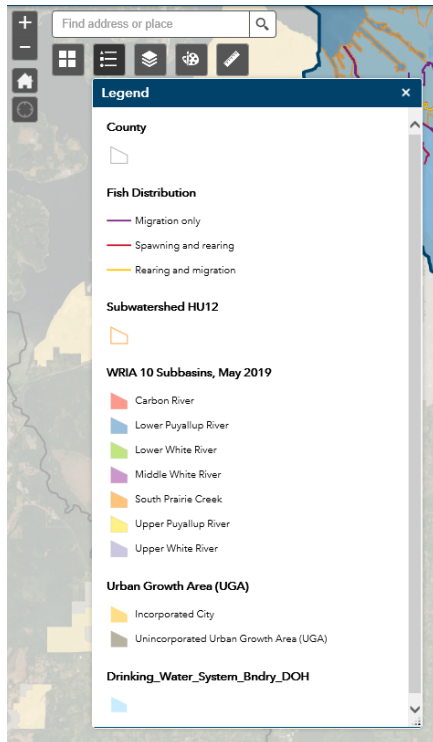 Find address or place
Legend
County
Fish Distribution
Migration only
Spawning and rearing
Rearing and migration
Subwatershed HU12
WRIA 10 Subbasins, May 2019
Carbon River
Lower Puyallup River
Lower White River
Middle White River
South Prairie Creek
Upper Puyallup River
Upper White River
Urban Growth Area (UGA)
Incorporated City
Unincorporated Urban Growth Area (UGA)
Drinking_Water_System_Bndry_DOH